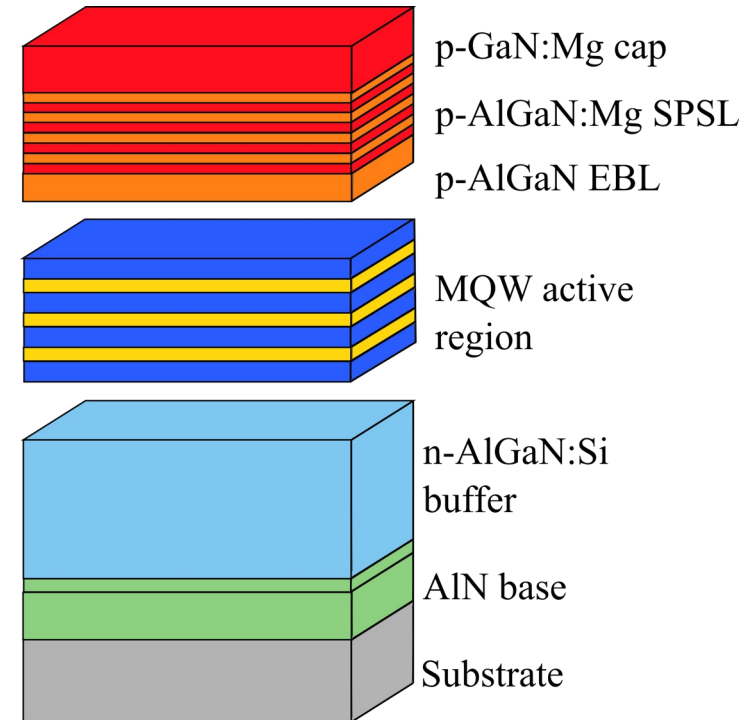 p-GaN:Mg cap
p-AlGaN:Mg SPSL
p-AlGaN EBL
MQW active
region
n-AlGaN:Si
buffer
AlN base
Substrate